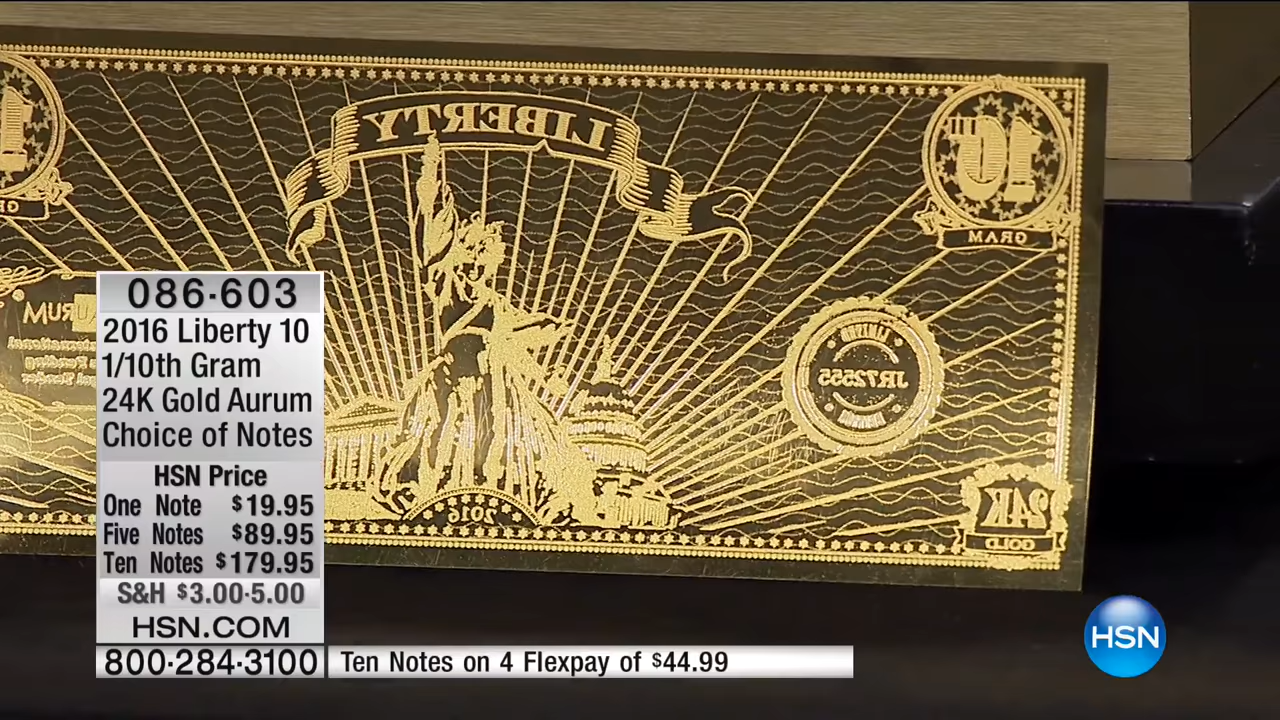 LIBERTY
10TH
GRAM
086-603
2016 Liberty 10
1/10th Gram
24K Gold Aurum
Choice of Notes
HSN Price
One Note $19.95
Five Notes $89.95
Ten Notes $179.95
S&H $3.00-5.00
HSN.COM
800-284-3100
Ten Notes on 4 Flexpay of $44.99
HSN
LIMITED
JR72555
2016
24K
GOLD